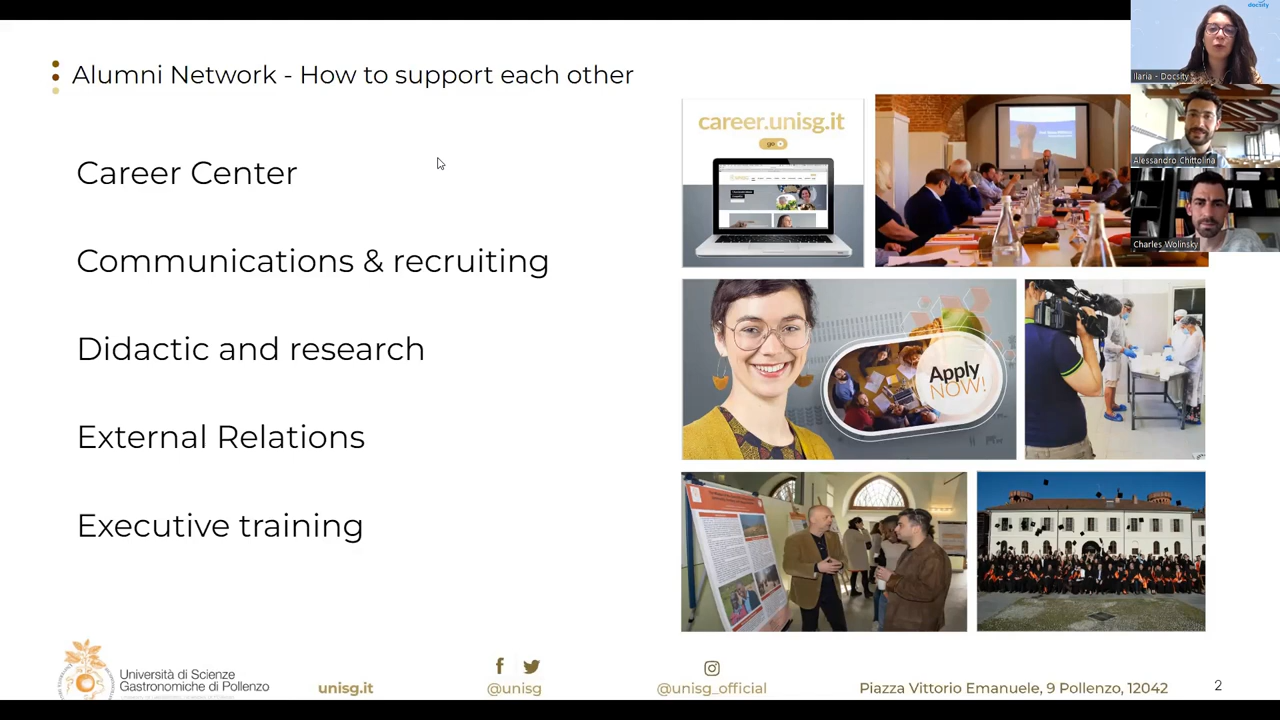 docsity
Ilaria - Docsity
Alessandro Chittolina
Charles Wolinsky
Alumni Network - How to support each other
Career Center
Communications & recruiting
Didactic and research
External Relations
Executive training
career.unisg.it
go
Apply
NOW!
Università di Scienze
Gastronomiche di Pollenzo
unisg.it
@unisg
@unisg_official
Piazza Vittorio Emanuele, 9 Pollenzo, 12042
2